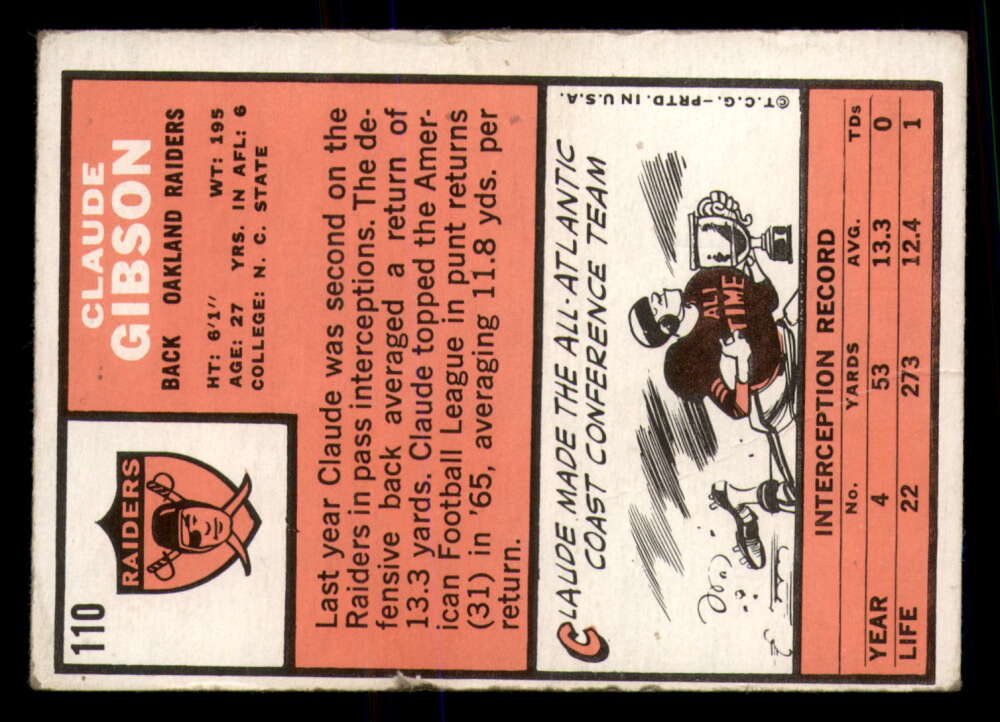 110
RAIDERS
CLAUDE
GIBSON
BACK OAKLAND RAIDERS
HT: 6'1" WT: 195
AGE: 27 YRS. IN AFL: 6
COLLEGE: N. C. STATE
Last year Claude was second on the
Raiders in pass interceptions. The de-
fensive back averaged a return of
13.3 yards. Claude topped the Amer-
ican Football League in punt returns
(31) in '65, averaging 11.8 yds. per
return.
CLAUDE MADE THE ALL-ATLANTIC
COAST CONFERENCE TEAM
ALL
TIME
©T.C.G.—PRTD. IN U.S.A.
INTERCEPTION RECORD
No. YARDS AVG. TDs
YEAR 4 53 13.3 0
LIFE 22 273 12.4 1